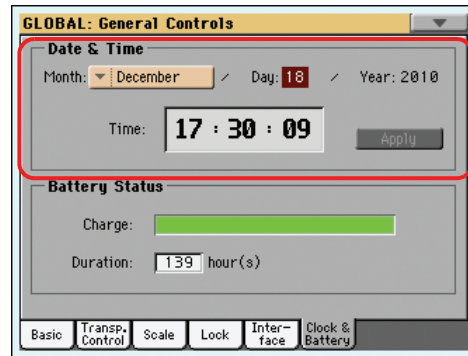 GLOBAL: General Controls
Date & Time
Month: December / Day: 18 / Year: 2010
Time: 17 : 30 : 09
Apply
Battery Status
Charge:
Duration: 139 hour(s)
Basic Transp. Control Scale Lock Inter- face Clock & Battery